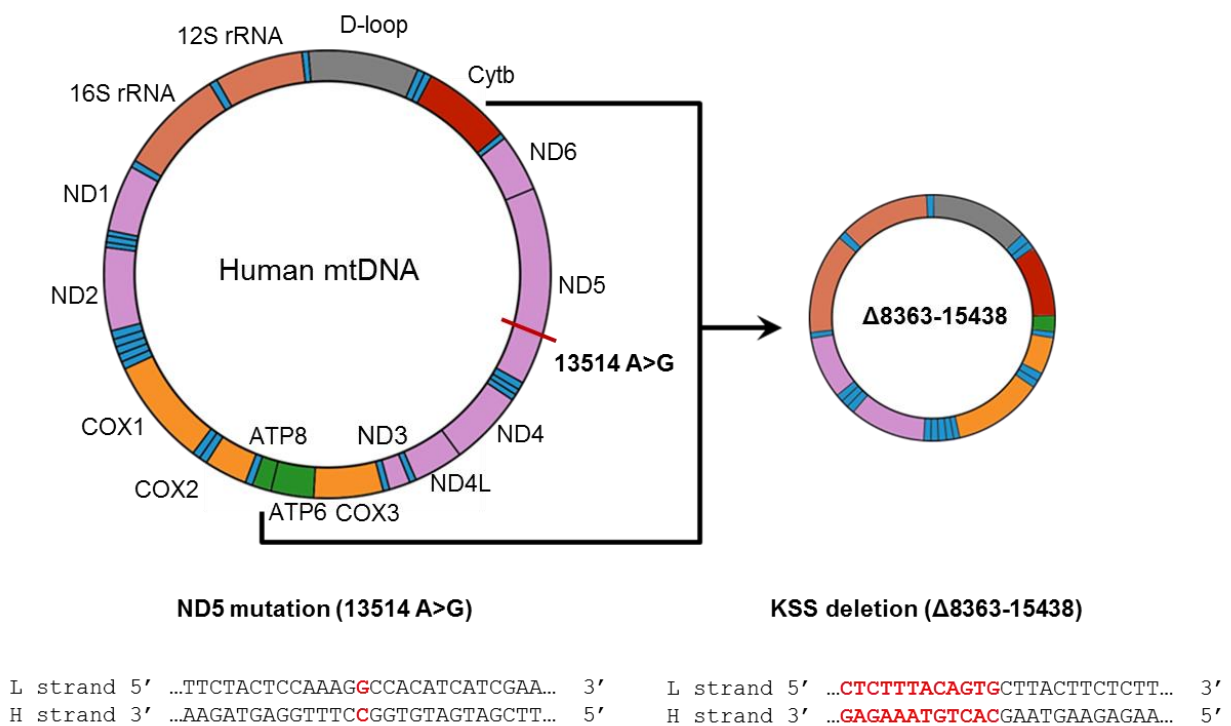 D-loop
12S rRNA
Cytb
16S rRNA
ND6
ND1
Human mtDNA
ND5
ND2
Δ8363-15438
13514 A>G
COX1
ATP8
ND3
ND4
COX2
ND4L
ATP6
COX3
ND5 mutation (13514 A>G)
KSS deletion (Δ8363-15438)
L strand 5’ …TTCTACTCCAAAGGCCACATCATCGAA… 3’
H strand 3’ …AAGATGAGGTTTCCGGTGTAGTAGCTT… 5’
L strand 5’ …CTCTTTACAGTGCTTACTTCTCTT… 3’
H strand 3’ …GAGAAATGTCACGAATGAAGAGAA… 5’